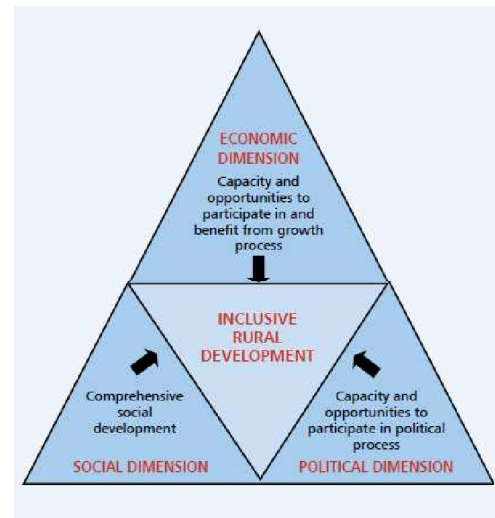 ECONOMIC
DIMENSION
Capacity and
opportunities to
participate in and
benefit from growth
process
INCLUSIVE
RURAL
DEVELOPMENT
Comprehensive
social
development
SOCIAL DIMENSION
Capacity and
opportunities to
participate in political
process
POLITICAL DIMENSION